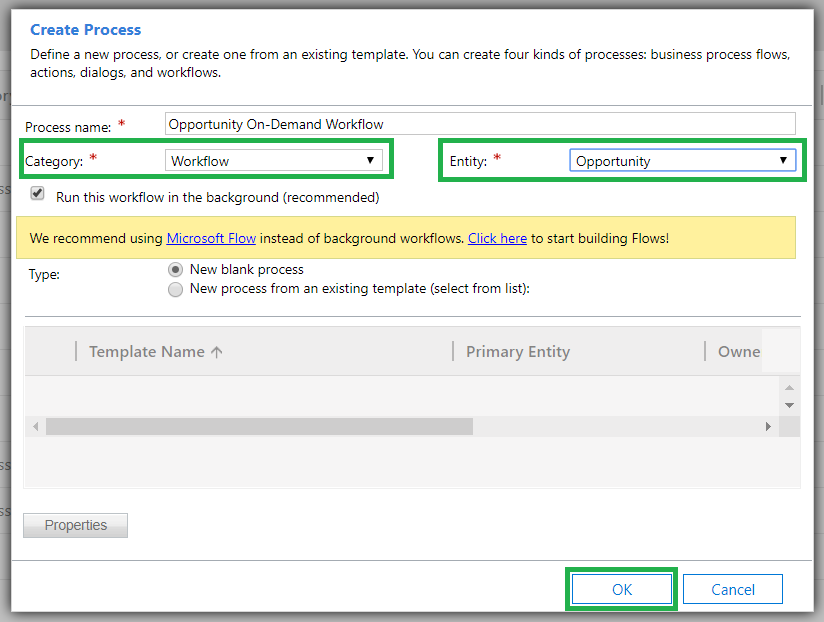 Create Process
Define a new process, or create one from an existing template. You can create four kinds of processes: business process flows,
actions, dialogs, and workflows.
Process name: * Opportunity On-Demand Workflow
Category: * Workflow ▼ Entity: * Opportunity ▼
Run this workflow in the background (recommended)
We recommend using Microsoft Flow instead of background workflows. Click here to start building Flows!
Type: New blank process
New process from an existing template (select from list):
Template Name ↑ Primary Entity Owne
Properties
OK Cancel